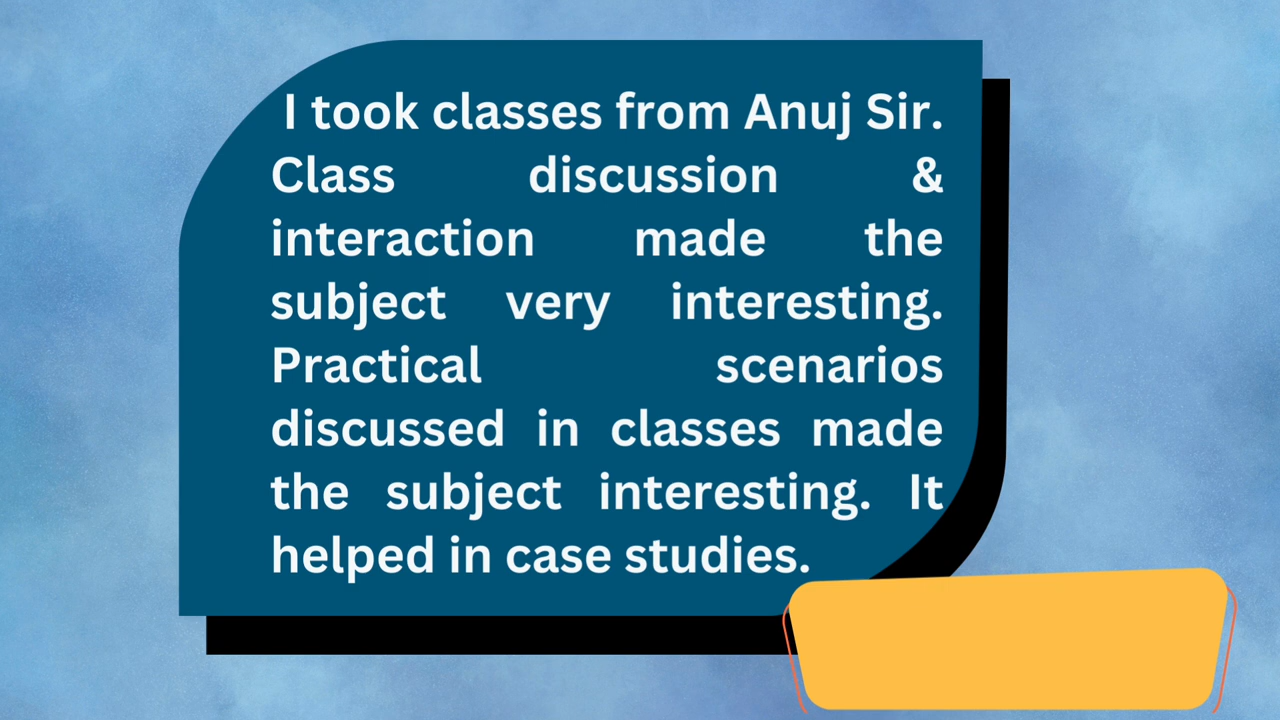 I took classes from Anuj Sir.
Class discussion &
interaction made the
subject very interesting.
Practical scenarios
discussed in classes made
the subject interesting. It
helped in case studies.